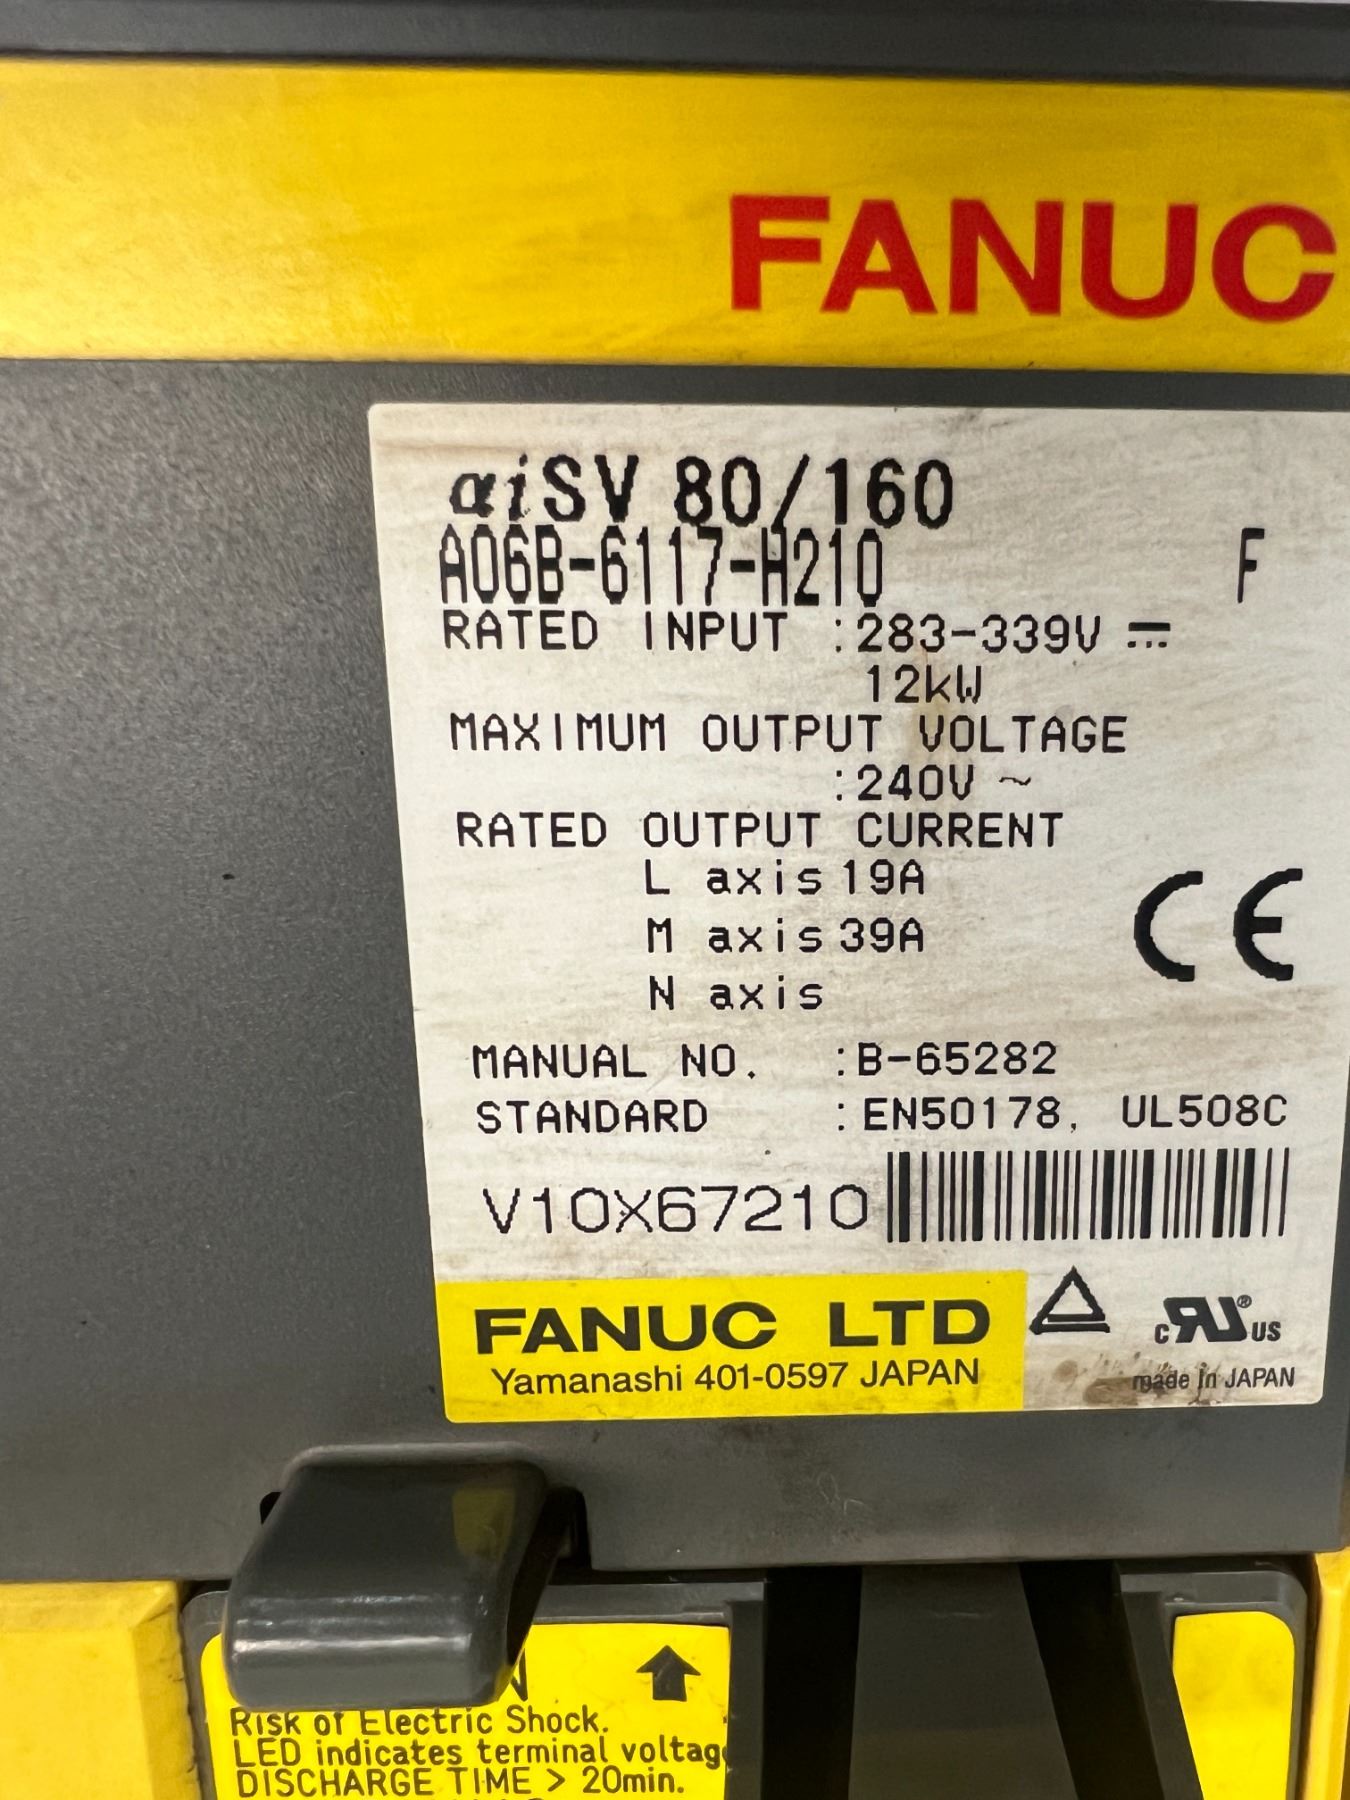 FANUC
αiSV 80/160
A06B-6117-H210 F
RATED INPUT :283-339V ⎓
12kW
MAXIMUM OUTPUT VOLTAGE
:240V ~
RATED OUTPUT CURRENT
L axis 19A
M axis 39A
N axis
CE
MANUAL NO. :B-65282
STANDARD :EN50178, UL508C
V10X67210
FANUC LTD
Yamanashi 401-0597 JAPAN
c RU ® US
made in JAPAN
Risk of Electric Shock.
LED indicates terminal voltag
DISCHARGE TIME > 20min.